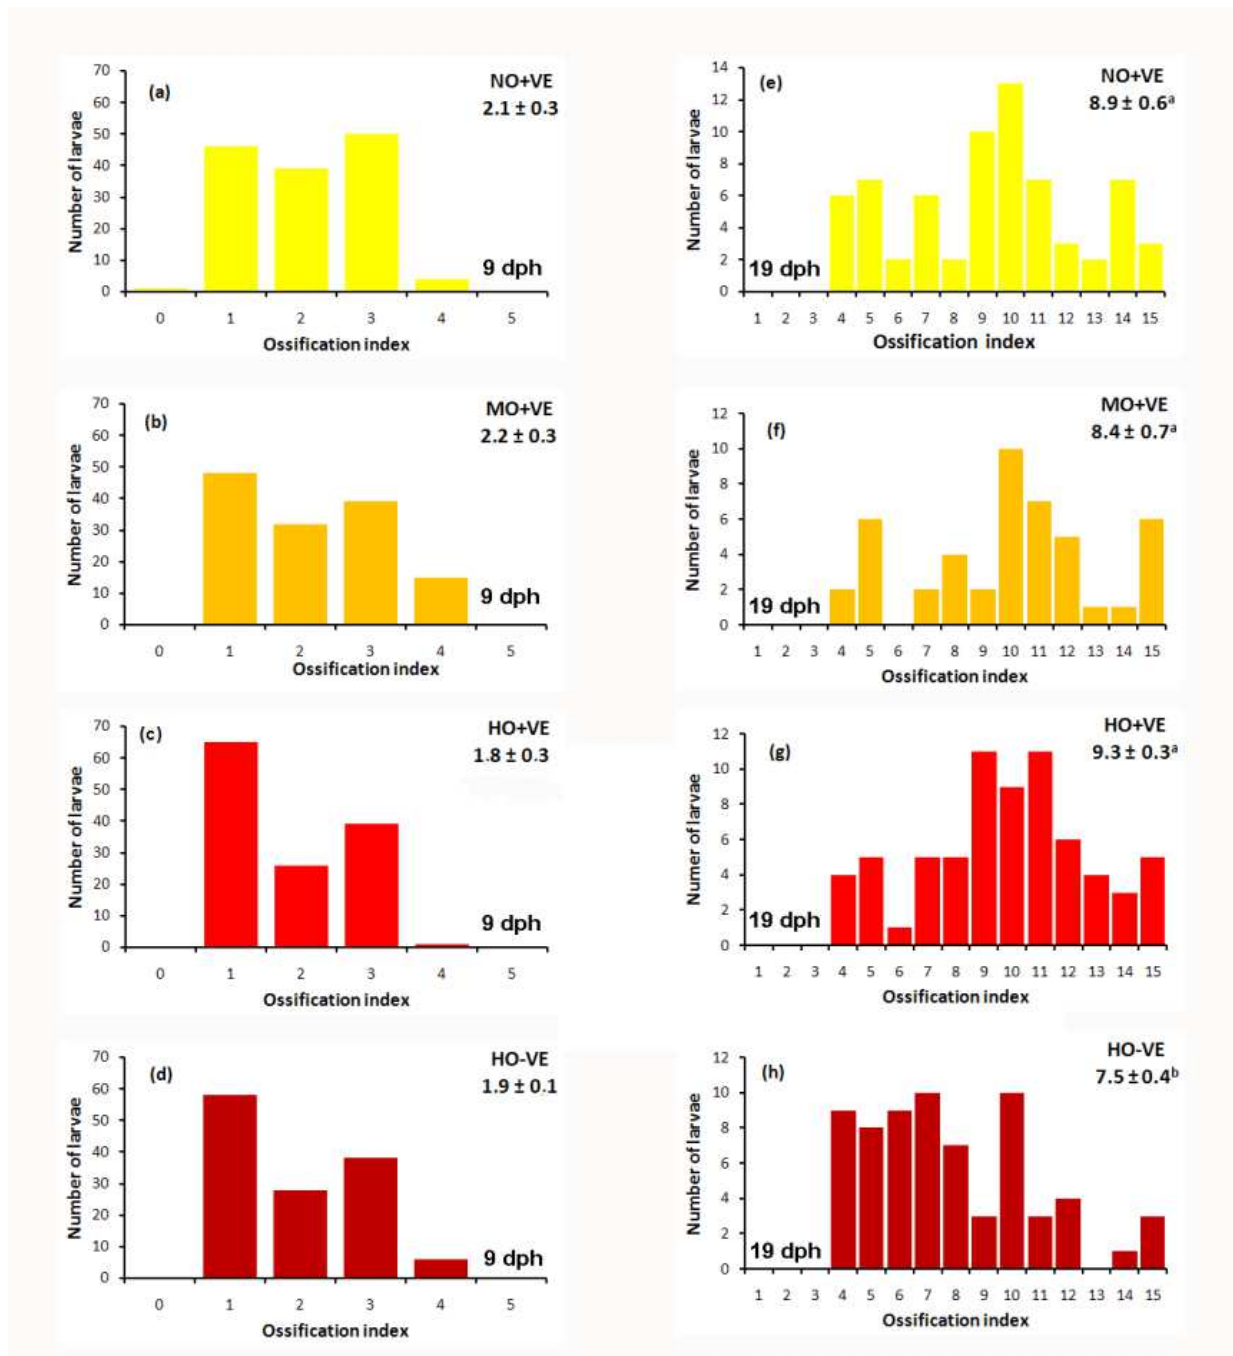 (a)
NO+VE
2.1 ± 0.3
Number of larvae
70
60
50
40
30
20
10
0
9 dph
0 1 2 3 4 5
Ossification index
(e)
NO+VE
8.9 ± 0.6ᵃ
Number of larvae
14
12
10
8
6
4
2
0
19 dph
1 2 3 4 5 6 7 8 9 10 11 12 13 14 15
Ossification index
(b)
MO+VE
2.2 ± 0.3
Number of larvae
70
60
50
40
30
20
10
0
9 dph
0 1 2 3 4 5
Ossification index
(f)
MO+VE
8.4 ± 0.7ᵃ
Number of larvae
12
10
8
6
4
2
0
19 dph
1 2 3 4 5 6 7 8 9 10 11 12 13 14 15
Ossification index
(c)
HO+VE
1.8 ± 0.3
Number of larvae
70
60
50
40
30
20
10
0
9 dph
0 1 2 3 4 5
Ossification index
(g)
HO+VE
9.3 ± 0.3ᵃ
Numer of larvae
12
10
8
6
4
2
0
19 dph
1 2 3 4 5 6 7 8 9 10 11 12 13 14 15
Ossification index
(d)
HO-VE
1.9 ± 0.1
Number of larvae
70
60
50
40
30
20
10
0
9 dph
0 1 2 3 4 5
Ossification index
(h)
HO-VE
7.5 ± 0.4ᵇ
Number of larvae
12
10
8
6
4
2
0
19 dph
1 2 3 4 5 6 7 8 9 10 11 12 13 14 15
Ossification index